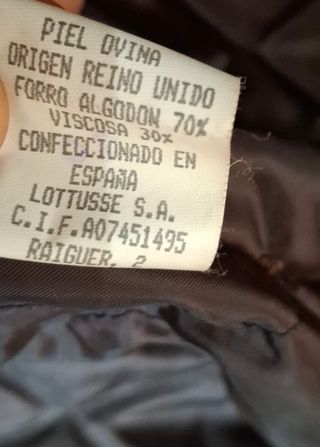 PIEL OVINA
ORIGEN REINO UNIDO
FORRO ALGODON 70%
VISCOSA 30%
CONFECCIONADO EN
ESPAÑA
LOTTUSSE S.A.
C.I.F.A07451495
RAIGUER, 2